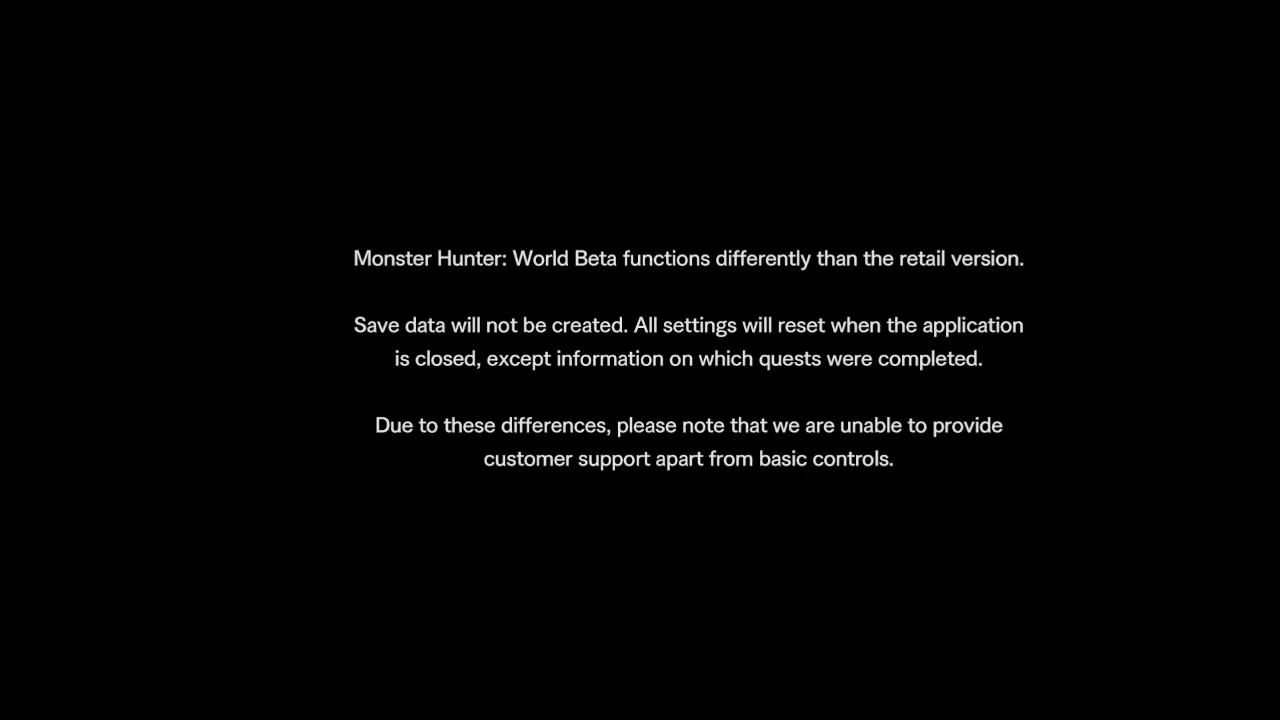 Monster Hunter: World Beta functions differently than the retail version.
Save data will not be created. All settings will reset when the application
is closed, except information on which quests were completed.
Due to these differences, please note that we are unable to provide
customer support apart from basic controls.